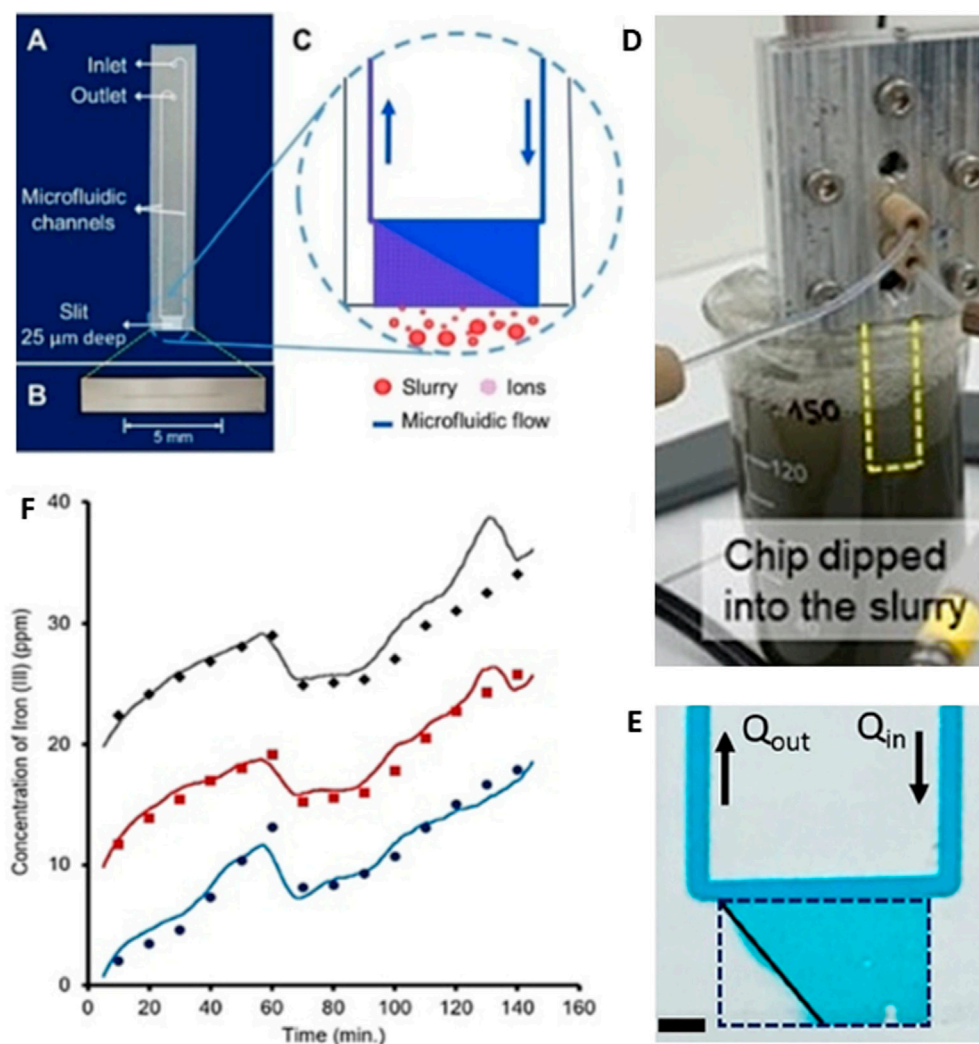 A
Inlet
Outlet
Microfluidic
channels
Slit
25 μm deep
B
5 mm
C
Slurry
Ions
Microfluidic flow
D
150
120
Chip dipped
into the slurry
E
Qout
Qin
F
Concentration of Iron (III) (ppm)
40
30
20
10
0
0
20
40
60
80
100
120
140
160
Time (min.)